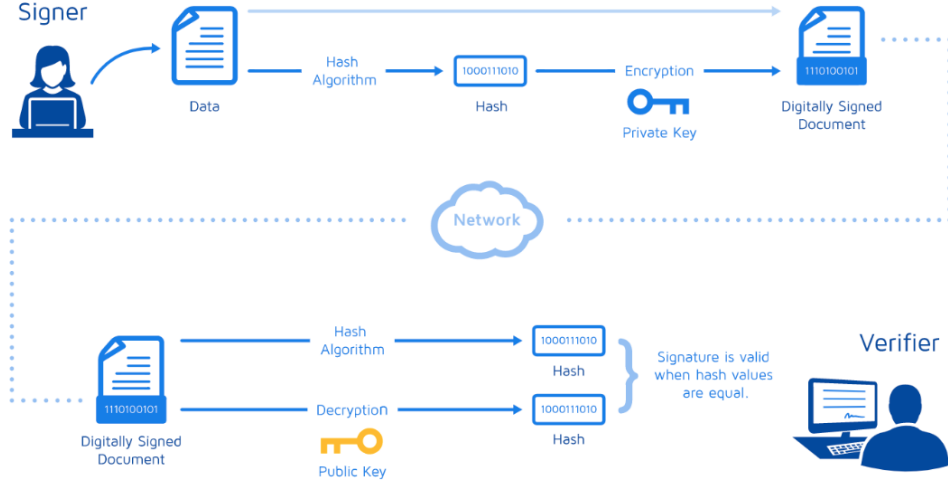 Signer
Hash
Algorithm
1000111010
Encryption
1110100101
Data
Hash
Private Key
Digitally Signed
Document
Network
Hash
Algorithm
1000111010
Hash
Signature is valid
when hash values
are equal.
Verifier
1110100101
Decryption
1000111010
Hash
Digitally Signed
Document
Public Key